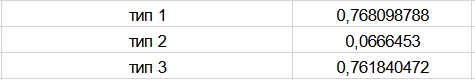 тип 1 0,768098788
тип 2 0,0666453
тип 3 0,761840472